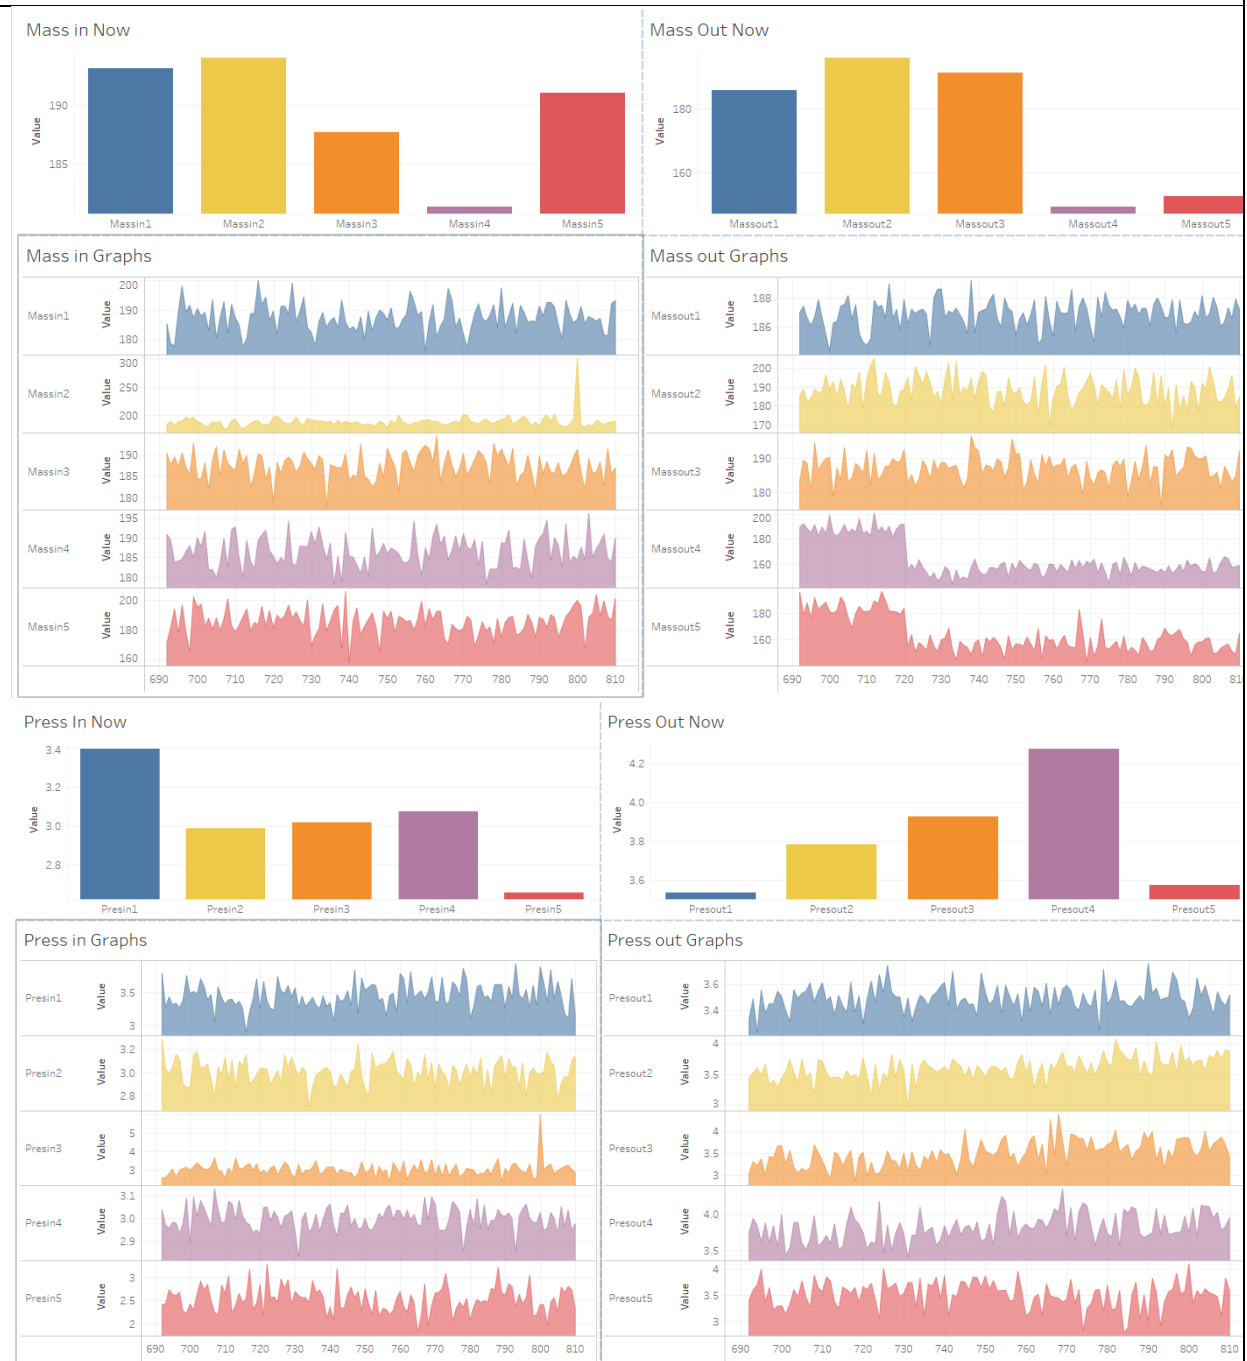 Mass in Now
Mass Out Now
Value
190
185
Massin1 Massin2 Massin3 Massin4 Massin5
Value
180
160
Massout1 Massout2 Massout3 Massout4 Massout5
Mass in Graphs
Massin1 Value 200 190 180
Massin2 Value 300 250 200
Massin3 Value 190 185 180
Massin4 Value 195 190 185 180
Massin5 Value 200 180 160
690 700 710 720 730 740 750 760 770 780 790 800 810
Mass out Graphs
Massout1 Value 188 186
Massout2 Value 200 190 180 170
Massout3 Value 190 180
Massout4 Value 200 180 160
Massout5 Value 180 160
690 700 710 720 730 740 750 760 770 780 790 800 810
Press In Now
Value
3.4
3.2
3.0
2.8
Presin1 Presin2 Presin3 Presin4 Presin5
Press Out Now
Value
4.2
4.0
3.8
3.6
Presout1 Presout2 Presout3 Presout4 Presout5
Press in Graphs
Presin1 Value 3.5 3
Presin2 Value 3.2 3.0 2.8
Presin3 Value 5 4 3
Presin4 Value 3.1 3.0 2.9
Presin5 Value 3 2.5 2
690 700 710 720 730 740 750 760 770 780 790 800 810
Press out Graphs
Presout1 Value 3.6 3.4
Presout2 Value 4 3.5 3
Presout3 Value 4 3.5 3
Presout4 Value 4.0 3.5
Presout5 Value 4 3.5 3
690 700 710 720 730 740 750 760 770 780 790 800 810